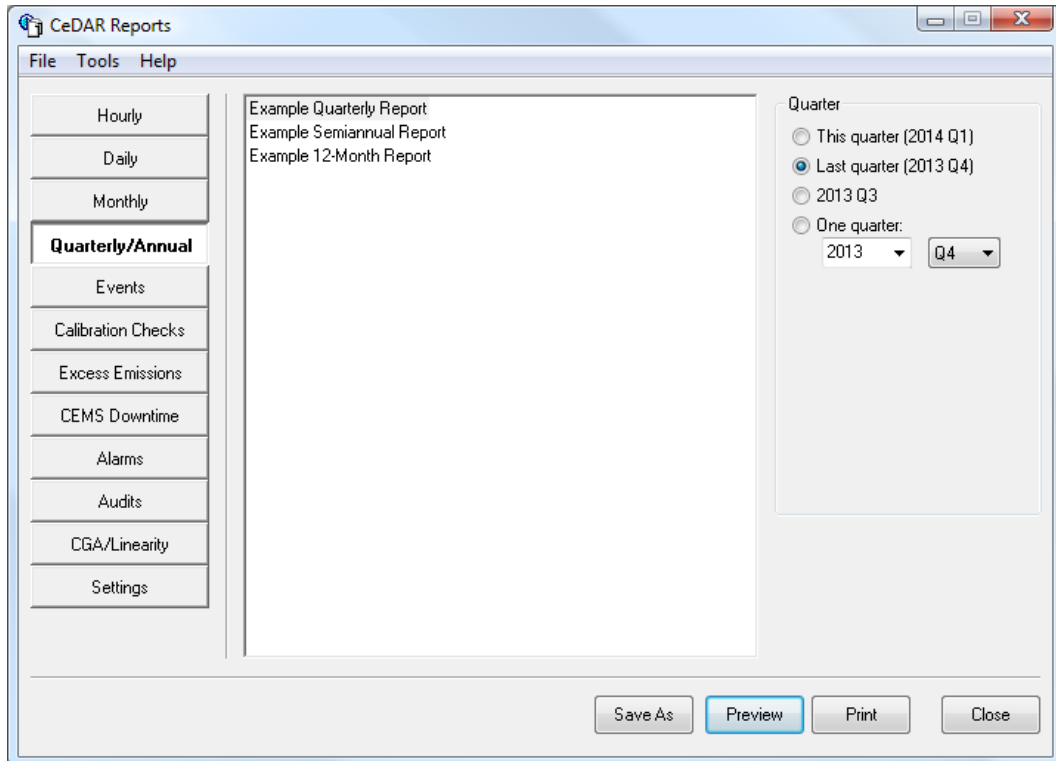 CeDAR Reports
File Tools Help
Hourly
Daily
Monthly
Quarterly/Annual
Events
Calibration Checks
Excess Emissions
CEMS Downtime
Alarms
Audits
CGA/Linearity
Settings
Example Quarterly Report
Example Semiannual Report
Example 12-Month Report
Quarter
This quarter (2014 Q1)
Last quarter (2013 Q4)
2013 Q3
One quarter:
2013 Q4
Save As Preview Print Close